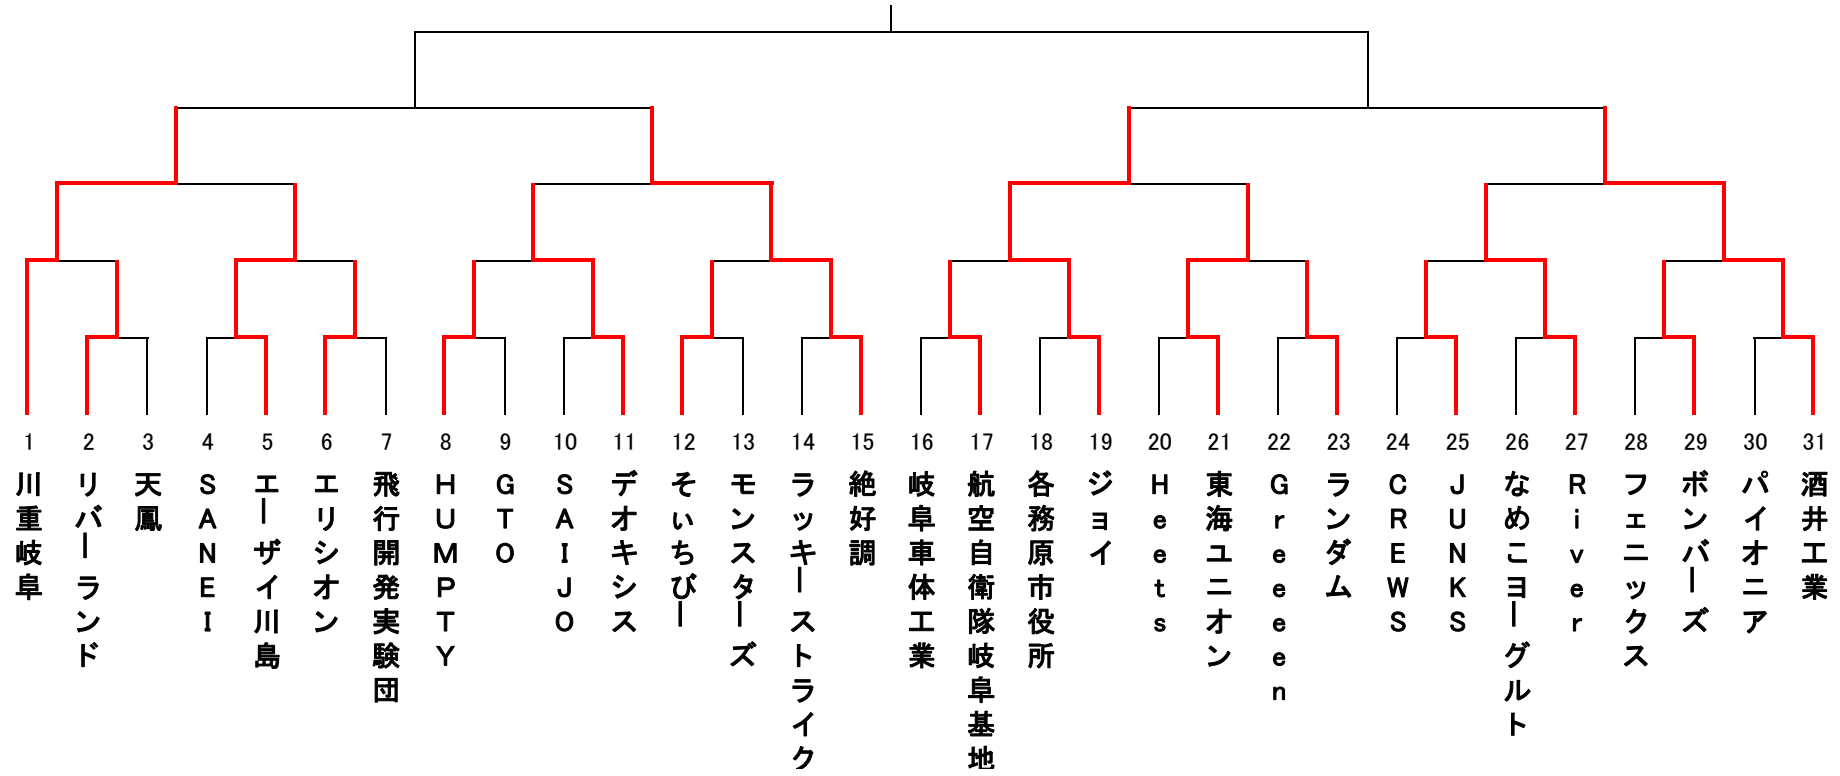 1 2 3 4 5 6 7 8 9 10 11 12 13 14 15 16 17 18 19 20 21 22 23 24 25 26 27 28 29 30 31
川重岐阜
リバーランド
天鳳
SANEI
エーザイ川島
エリシオン
飛行開発実験団
HUMPTY
GTO
SAIJO
デオキシス
そぃちびー
モンスターズ
ラッキーストライク
絶好調
岐阜車体工業
航空自衛隊岐阜基地
各務原市役所
ジョイ
Heets
東海ユニオン
Greeeen
ランダム
CREWS
JUNKS
なめこヨーグルト
River
フェニックス
ボンバーズ
パイオニア
酒井工業